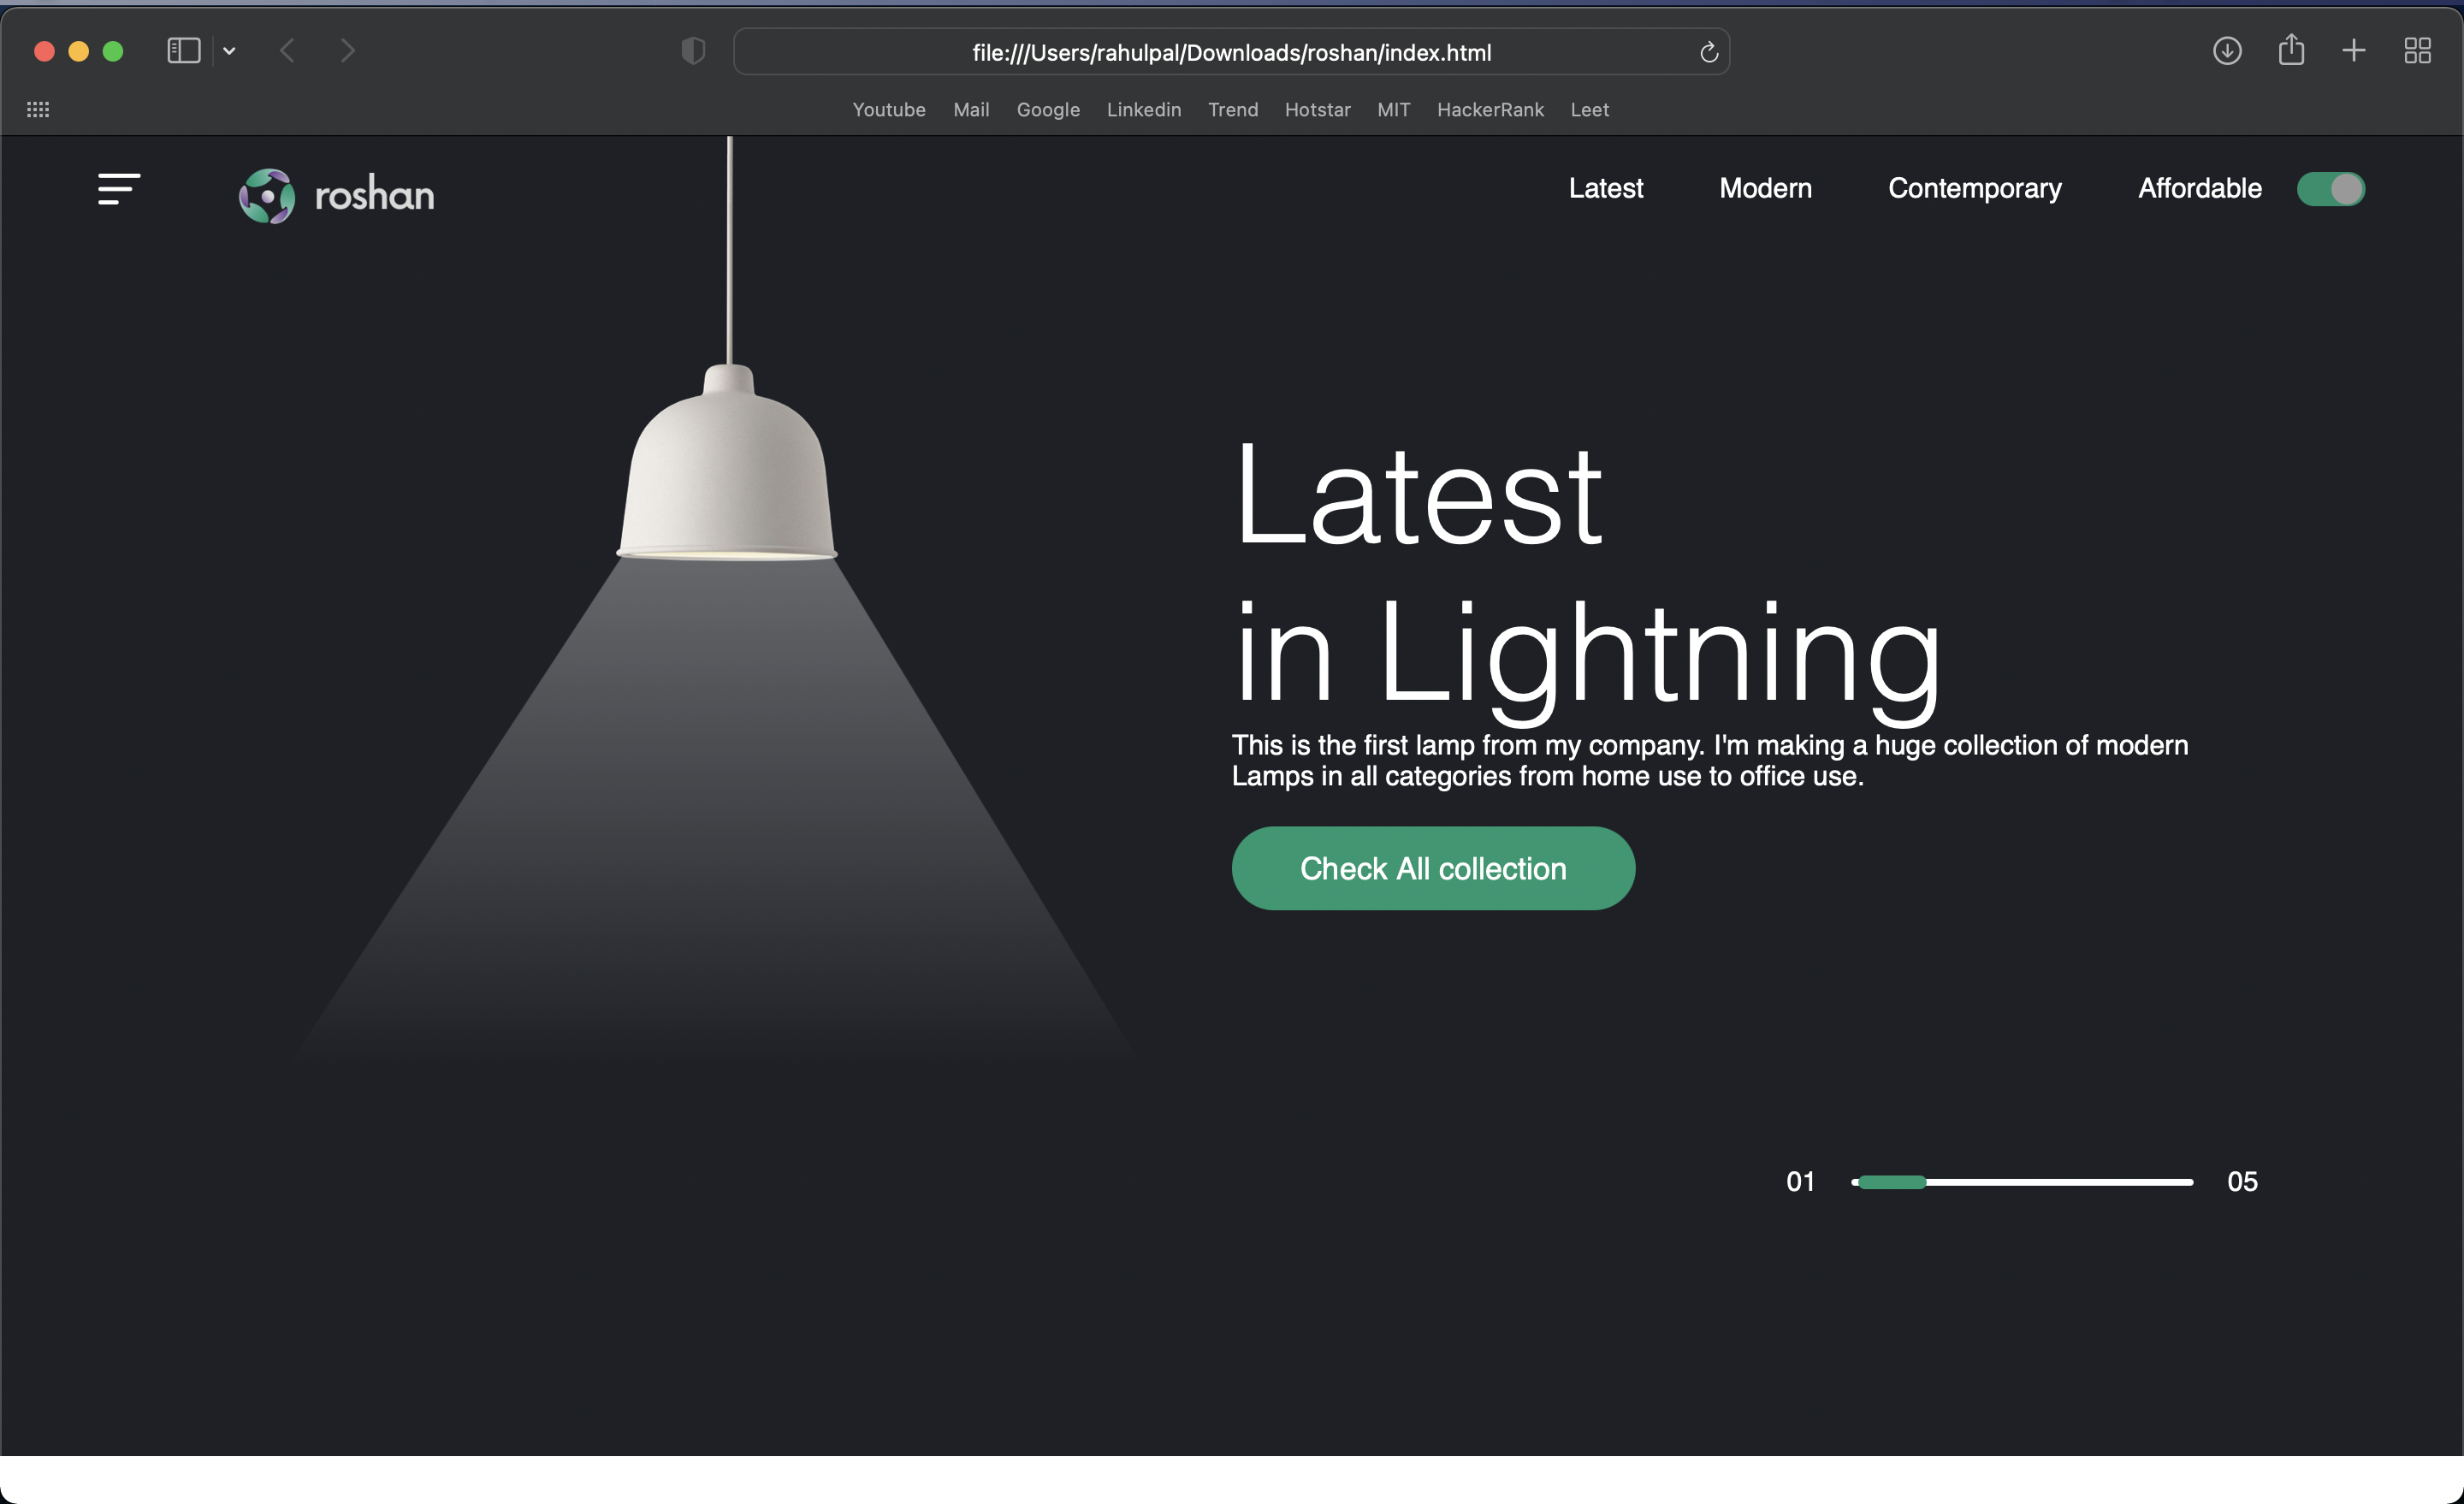 file:///Users/rahulpal/Downloads/roshan/index.html
Youtube Mail Google Linkedin Trend Hotstar MIT HackerRank Leet
roshan Latest Modern Contemporary Affordable
Latest
in Lightning
This is the first lamp from my company. I'm making a huge collection of modern
Lamps in all categories from home use to office use.
Check All collection
01 05